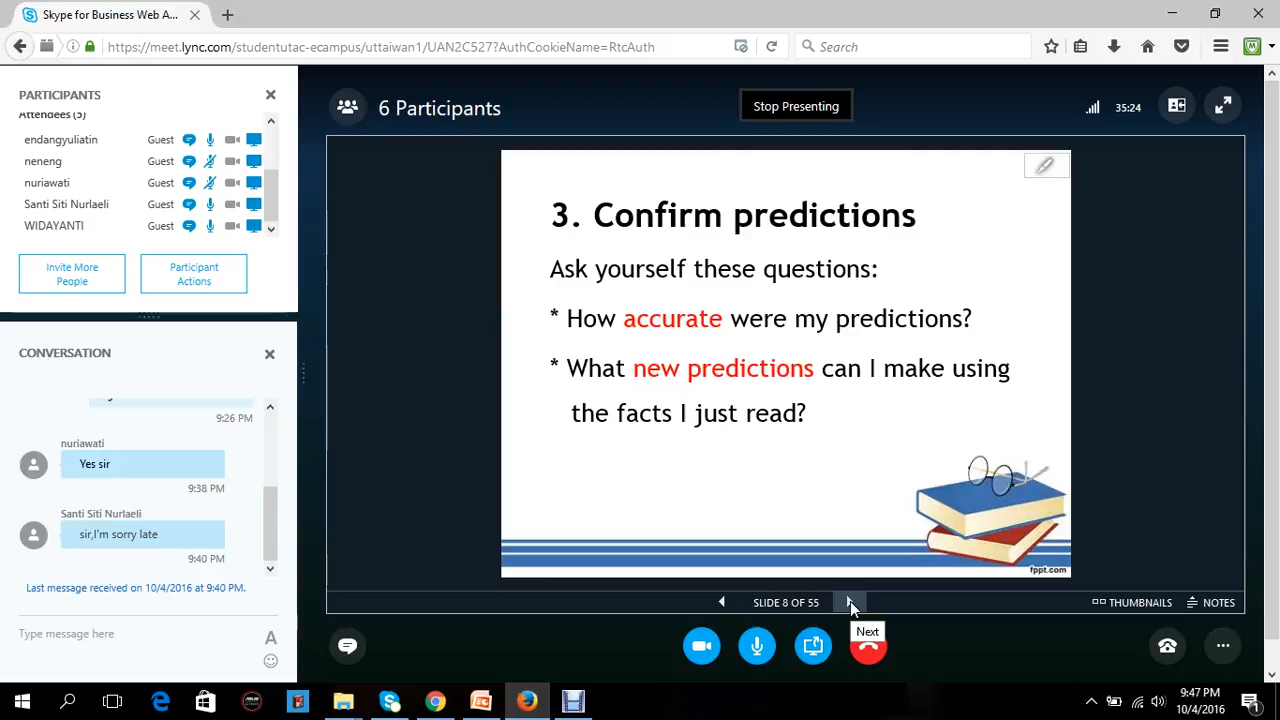 Skype for Business Web A...
https://meet.lync.com/studentutac-ecampus/uttaiwan1/UAN2C527?AuthCookieName=RtcAuth
Search
PARTICIPANTS
Attendees (5)
endangyuliatin Guest
neneng Guest
nuriawati Guest
Santi Siti Nurlaeli Guest
WIDAYANTI Guest
Invite More
People
Participant
Actions
CONVERSATION
9:26 PM
nuriawati
Yes sir
9:38 PM
Santi Siti Nurlaeli
sir,I'm sorry late
9:40 PM
Last message received on 10/4/2016 at 9:40 PM.
Type message here
6 Participants
Stop Presenting
35:24
3. Confirm predictions
Ask yourself these questions:
* How accurate were my predictions?
* What new predictions can I make using
the facts I just read?
fppt.com
SLIDE 8 OF 55
THUMBNAILS
NOTES
Next
9:47 PM
10/4/2016